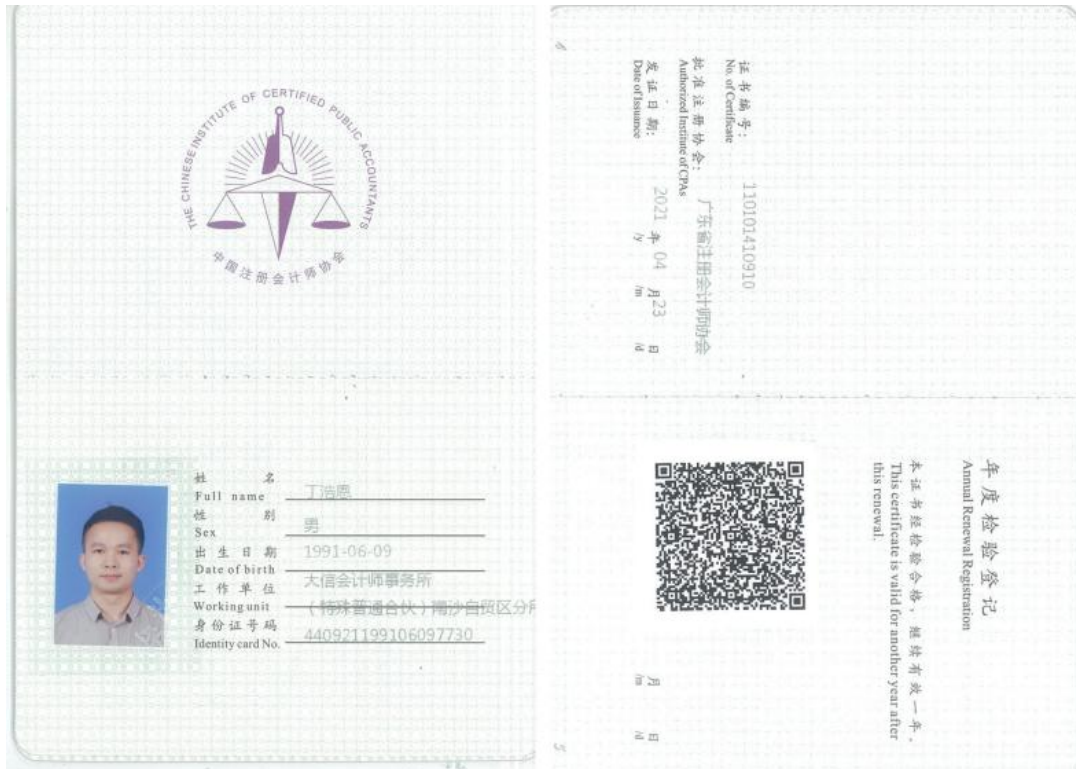 THE CHINESE INSTITUTE OF CERTIFIED PUBLIC ACCOUNTANTS
中国注册会计师协会
姓 名
Full name
丁浩恩
性 别
Sex
男
出生日期
Date of birth
1991-06-09
工作单位
Working unit
大信会计师事务所
（特殊普通合伙）南沙自贸区分
身份证号码
Identity card No.
440921199106097730
6
证书编号:
No. of Certificate
110101410910
批准注册协会:
Authorized Institute of CPAs
广东省注册会计师协会
发证日期:
Date of Issuance
2021 年 04 月 23 日
/y /m /d
年度检验登记
Annual Renewal Registration
本证书经检验合格，继续有效一年。
This certificate is valid for another year after
this renewal.
月 日
/m /d
5